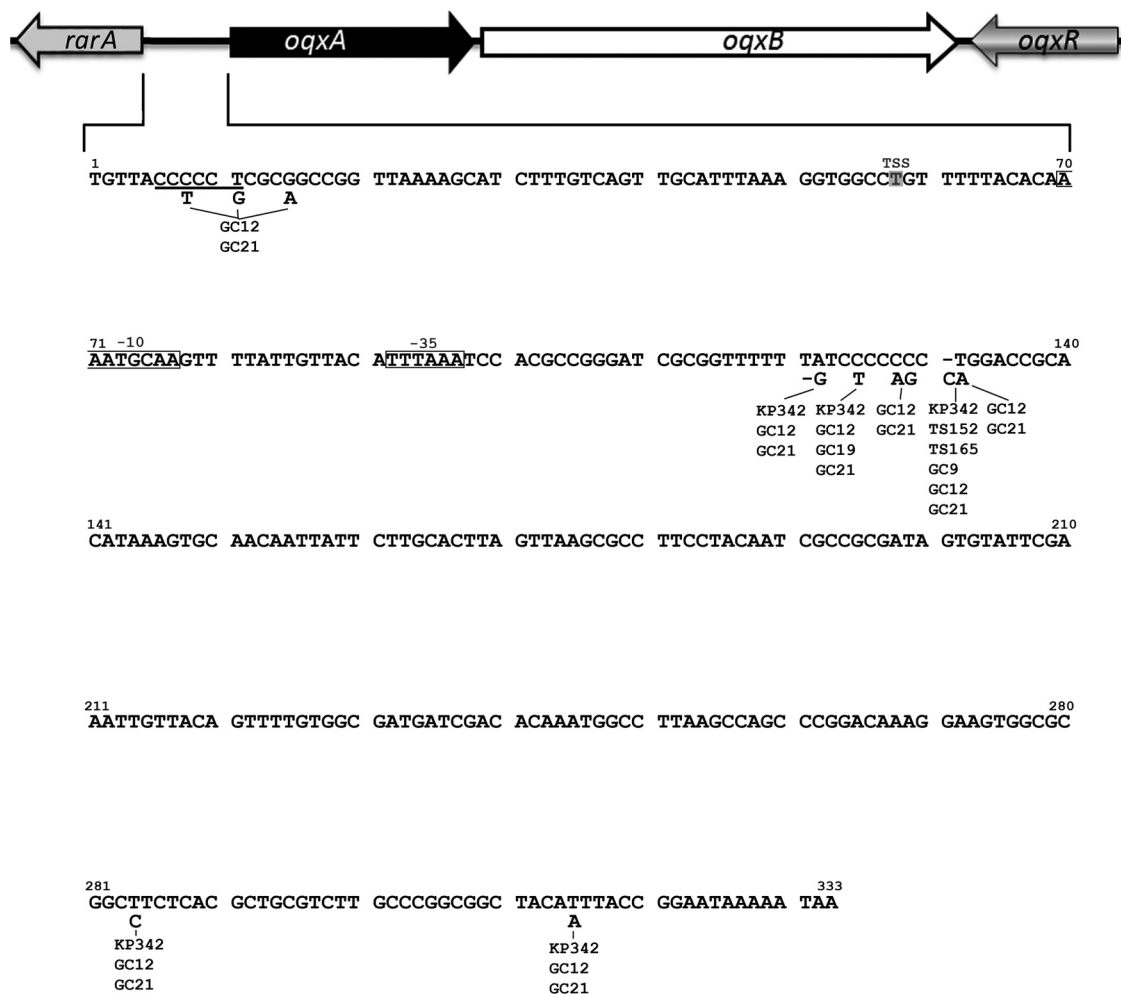 rarA oqxA oqxB oqxR
1 TSS 70
TGTTACCCCC TCGCGGCCGG TTAAAAGCAT CTTTGTCAGT TGCATTTAAA GGTGGCCTGT TTTTACACAA
T G A
GC12
GC21
71 -10 -35 140
AATGCAAGTT TTATTGTTACA ATTTAAATCC ACGCCGGGAT CGCGGTTTTT TATCCCCCCC -TGGACCGCA
-G T AG CA
KP342 KP342 GC12 KP342 GC12
GC12 GC12 GC21 TS152 GC21
GC21 GC19 TS165
GC21 GC9
GC12
GC21
141 210
CATAAAGTGC AACAATTATT CTTGCACTTA GTTAAGCGCC TTCCTACAAT CGCCGCGATA GTGTATTCGA
211 280
AATTGTTACA GTTTTGTGGC GATGATCGAC ACAAATGGCC TTAAGCCAGC CCGGACAAAG GAAGTGGCGC
281 333
GGCTTCTCAC GCTGCGTCTT GCCCGGCGGC TACATTTACC GGAATAAAAA TAA
C A
KP342 KP342
GC12 GC12
GC21 GC21